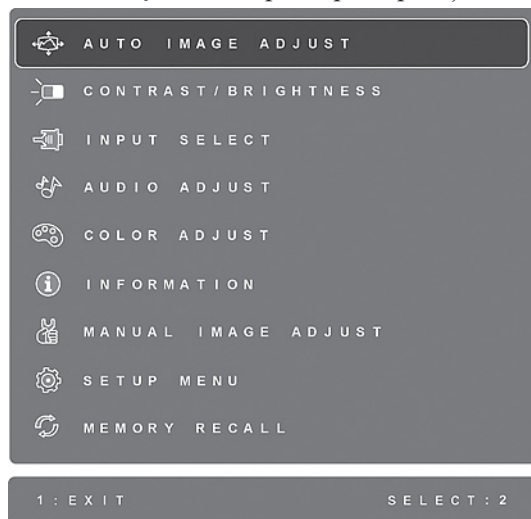 AUTO IMAGE ADJUST
CONTRAST/BRIGHTNESS
INPUT SELECT
AUDIO ADJUST
COLOR ADJUST
INFORMATION
MANUAL IMAGE ADJUST
SETUP MENU
MEMORY RECALL
1:EXIT SELECT:2